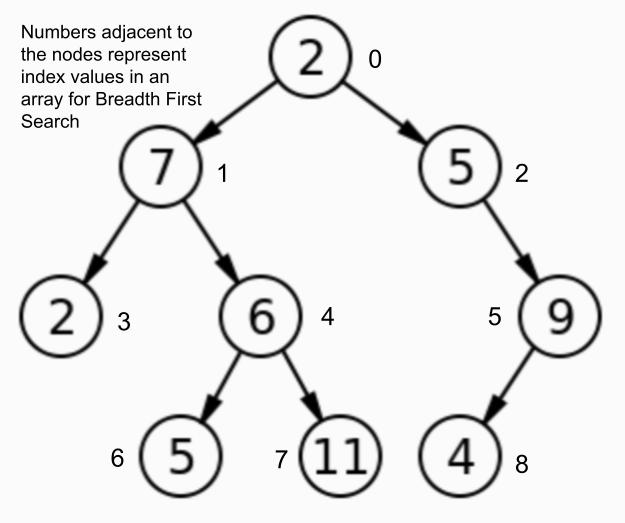 Numbers adjacent to
the nodes represent
index values in an
array for Breadth First
Search
2 0
7 1
5 2
2 3
6 4
5 9
6 5
7 11
4 8